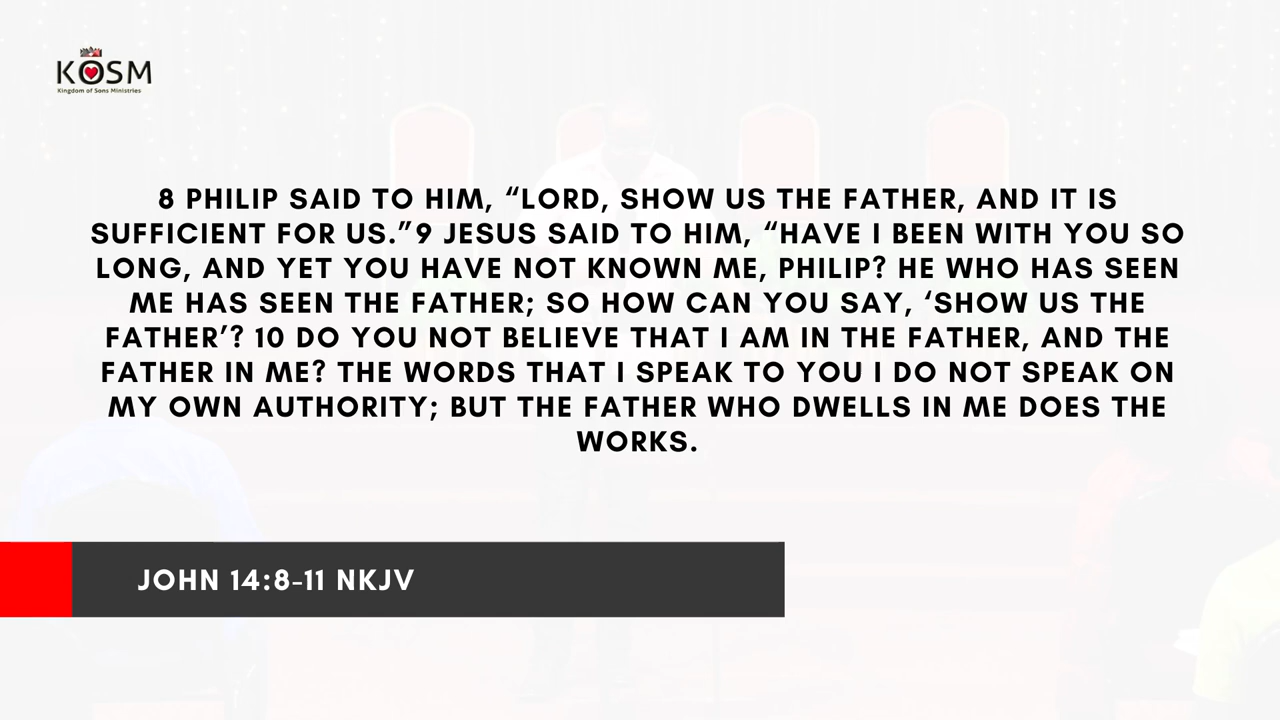 KOSM
Kingdom of Sons Ministries
8 PHILIP SAID TO HIM, “LORD, SHOW US THE FATHER, AND IT IS
SUFFICIENT FOR US.”9 JESUS SAID TO HIM, “HAVE I BEEN WITH YOU SO
LONG, AND YET YOU HAVE NOT KNOWN ME, PHILIP? HE WHO HAS SEEN
ME HAS SEEN THE FATHER; SO HOW CAN YOU SAY, ‘SHOW US THE
FATHER’? 10 DO YOU NOT BELIEVE THAT I AM IN THE FATHER, AND THE
FATHER IN ME? THE WORDS THAT I SPEAK TO YOU I DO NOT SPEAK ON
MY OWN AUTHORITY; BUT THE FATHER WHO DWELLS IN ME DOES THE
WORKS.
JOHN 14:8-11 NKJV